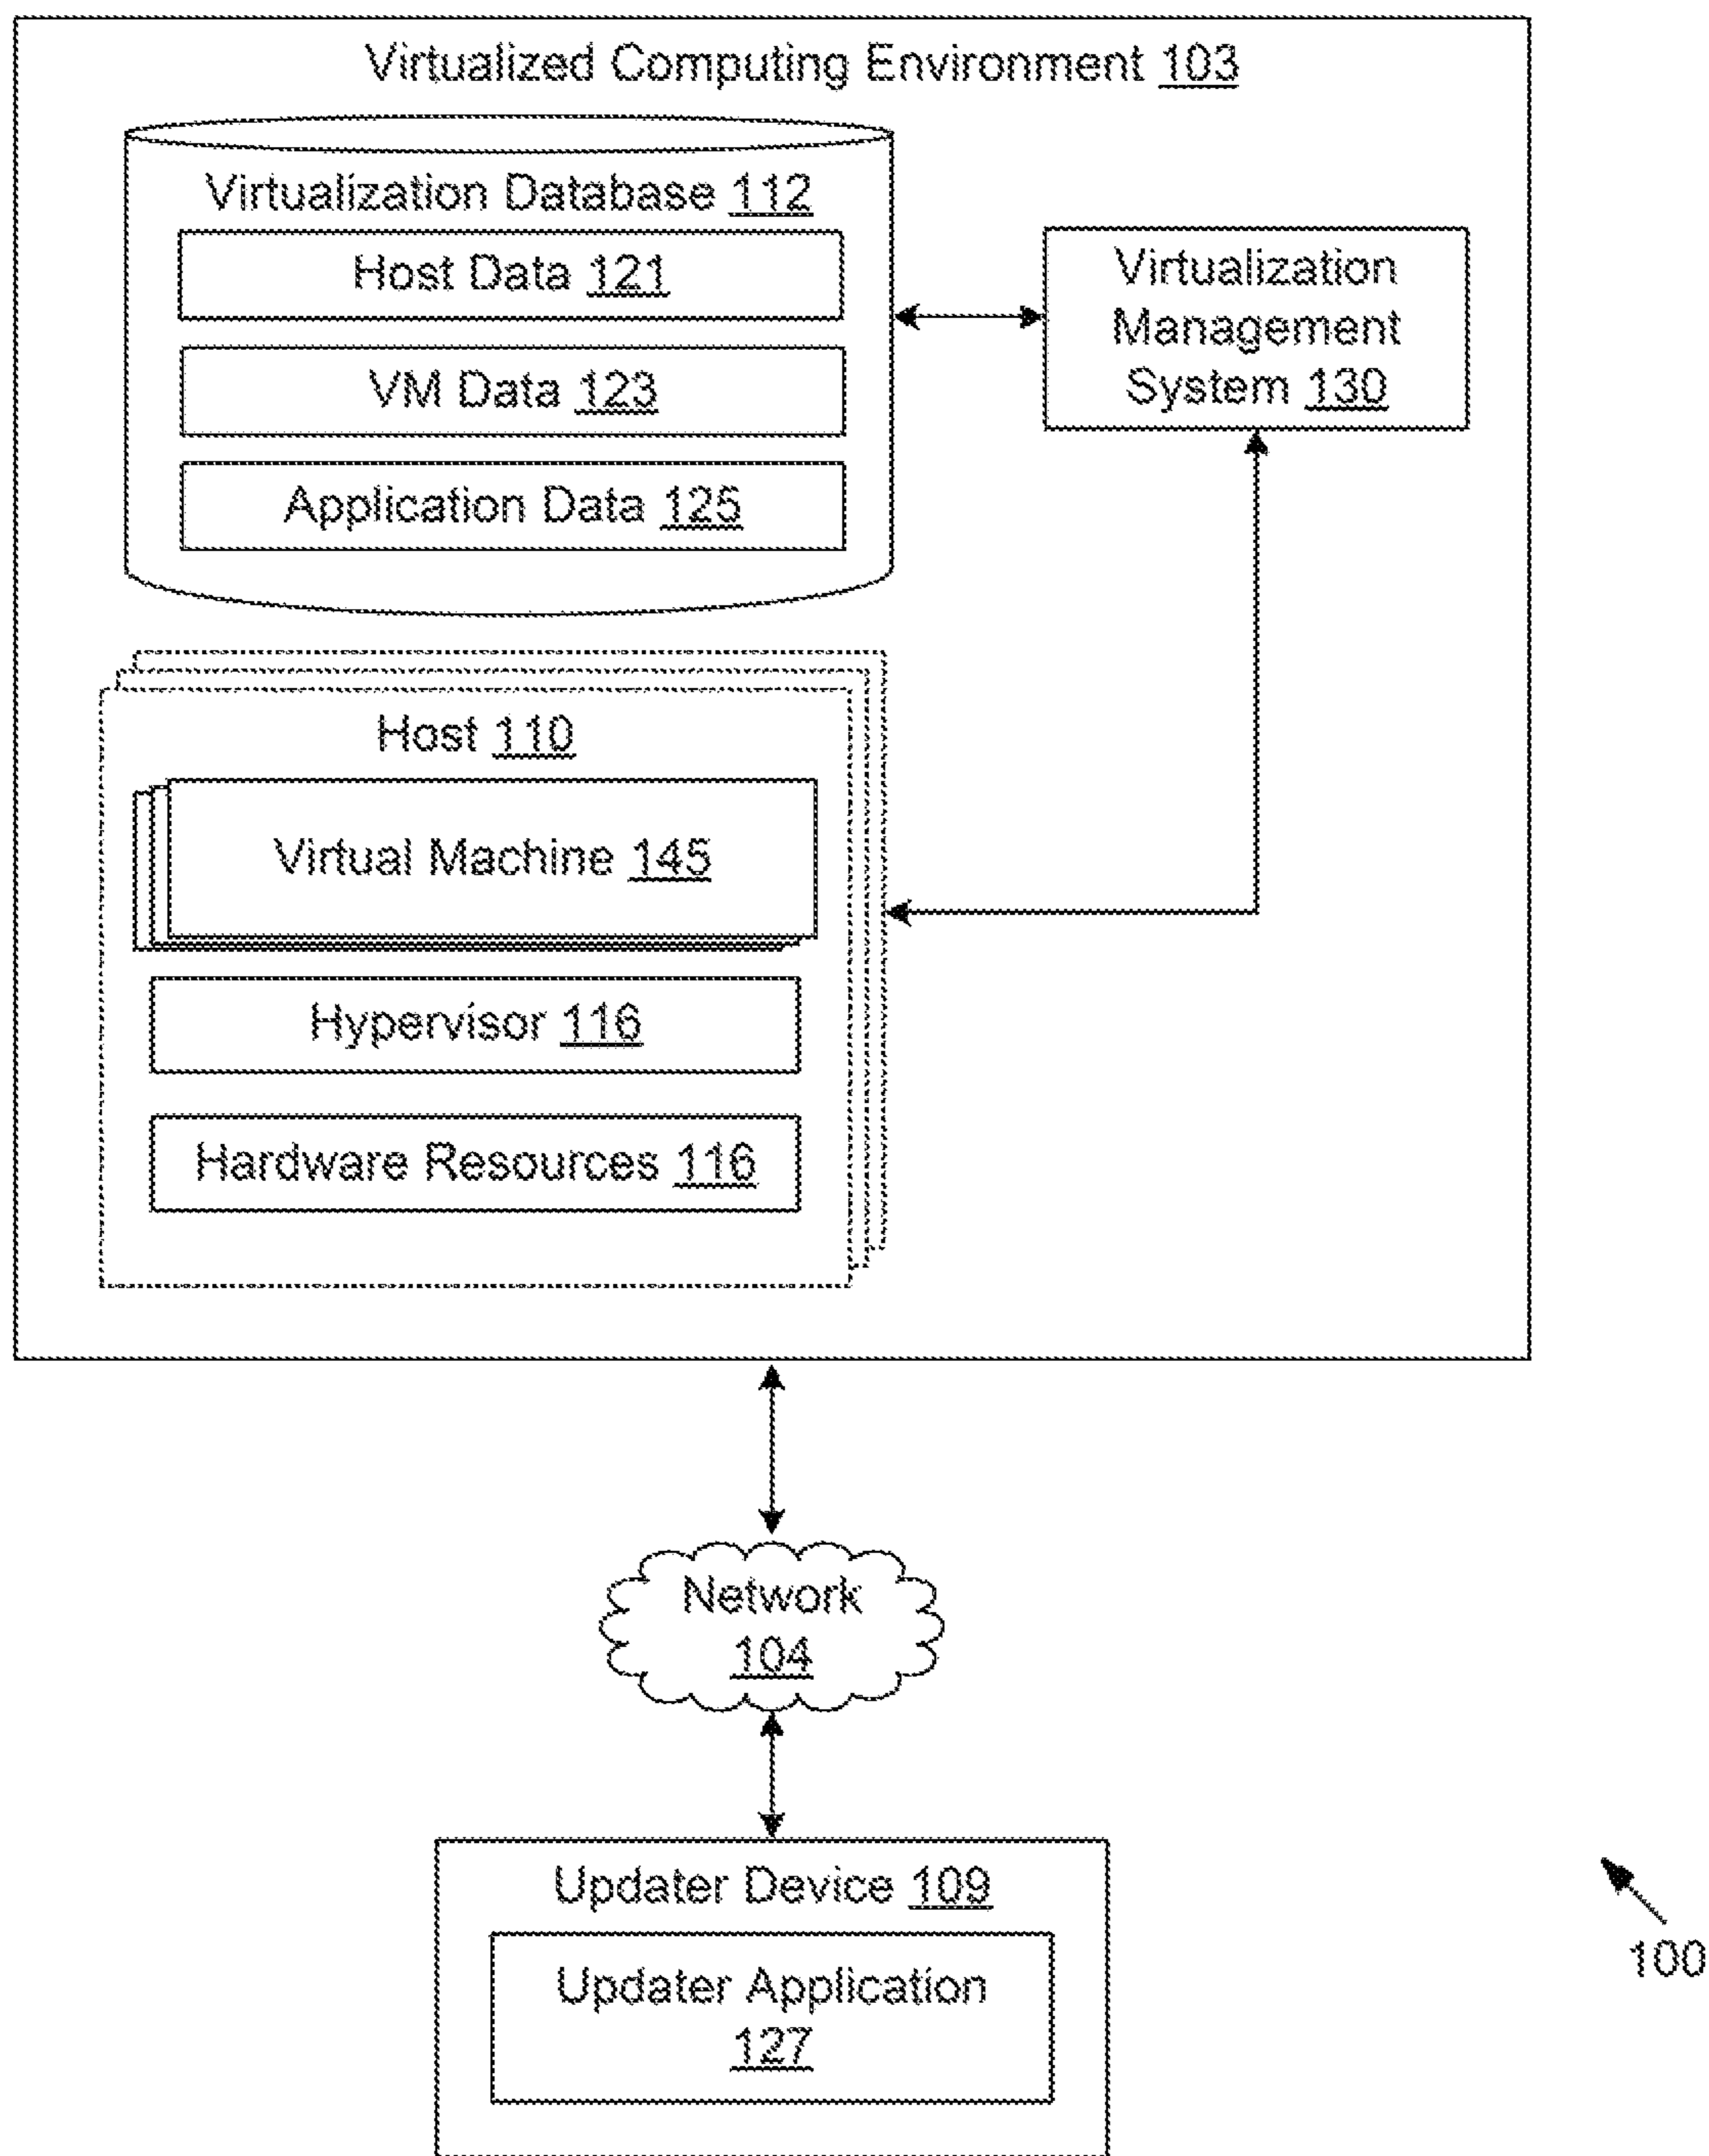 Virtualized Computing Environment 103
Virtualization Database 112
Host Data 121
VM Data 123
Application Data 125
Virtualization
Management
System 130
Host 110
Virtual Machine 145
Hypervisor 116
Hardware Resources 116
Network
104
Updater Device 109
Updater Application
127
100